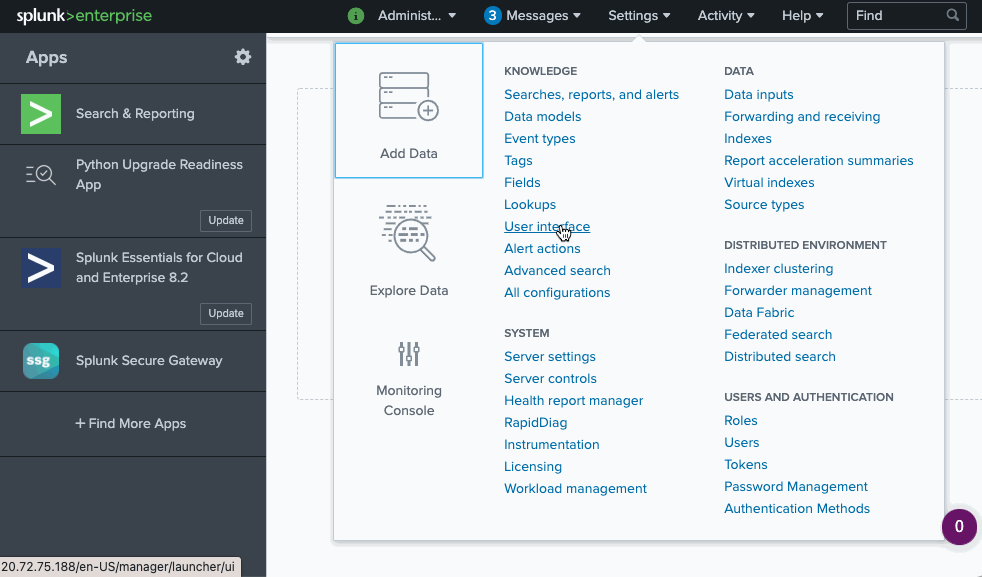 splunk>enterprise
i Administ... ▾ 3 Messages ▾ Settings ▾ Activity ▾ Help ▾ Find
Apps
Search & Reporting
Python Upgrade Readiness
App
Update
Splunk Essentials for Cloud
and Enterprise 8.2
Update
ssg Splunk Secure Gateway
+ Find More Apps
Add Data
Explore Data
Monitoring
Console
KNOWLEDGE
Searches, reports, and alerts
Data models
Event types
Tags
Fields
Lookups
User interface
Alert actions
Advanced search
All configurations
SYSTEM
Server settings
Server controls
Health report manager
RapidDiag
Instrumentation
Licensing
Workload management
DATA
Data inputs
Forwarding and receiving
Indexes
Report acceleration summaries
Virtual indexes
Source types
DISTRIBUTED ENVIRONMENT
Indexer clustering
Forwarder management
Data Fabric
Federated search
Distributed search
USERS AND AUTHENTICATION
Roles
Users
Tokens
Password Management
Authentication Methods
0
20.72.75.188/en-US/manager/launcher/ui